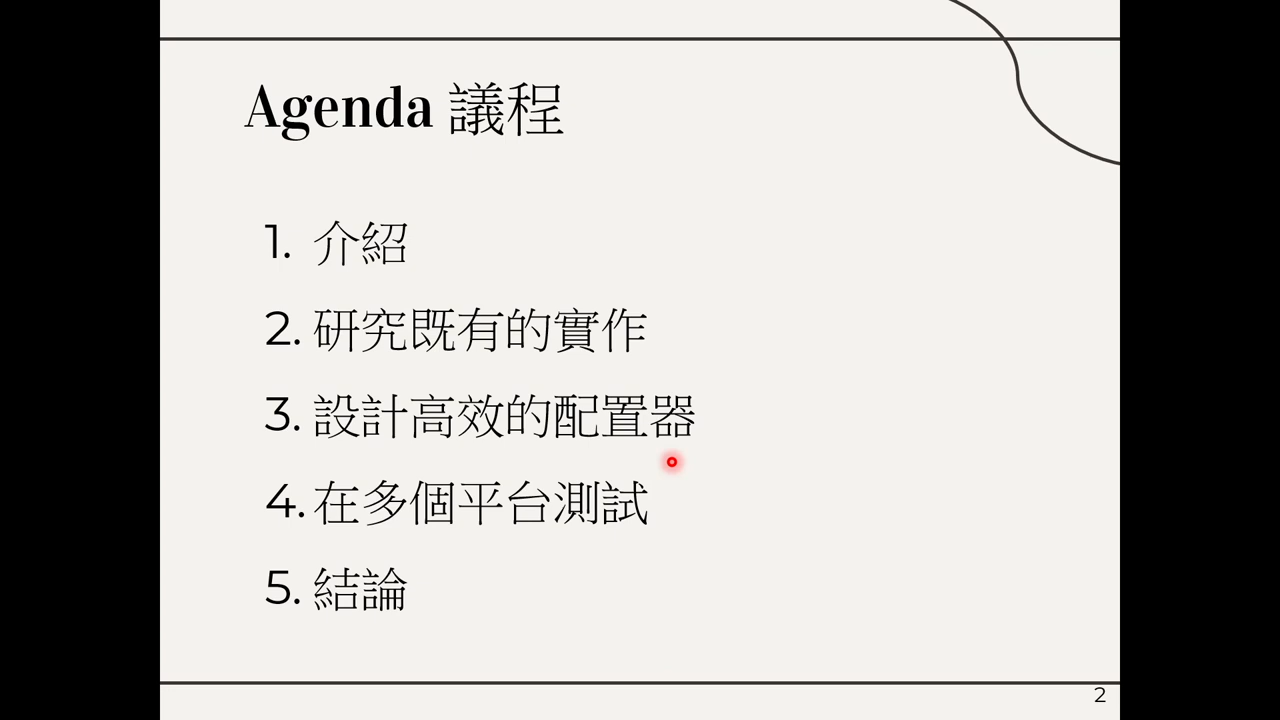 Agenda 議程
1. 介紹
2. 研究既有的實作
3. 設計高效的配置器
4. 在多個平台測試
5. 結論
2